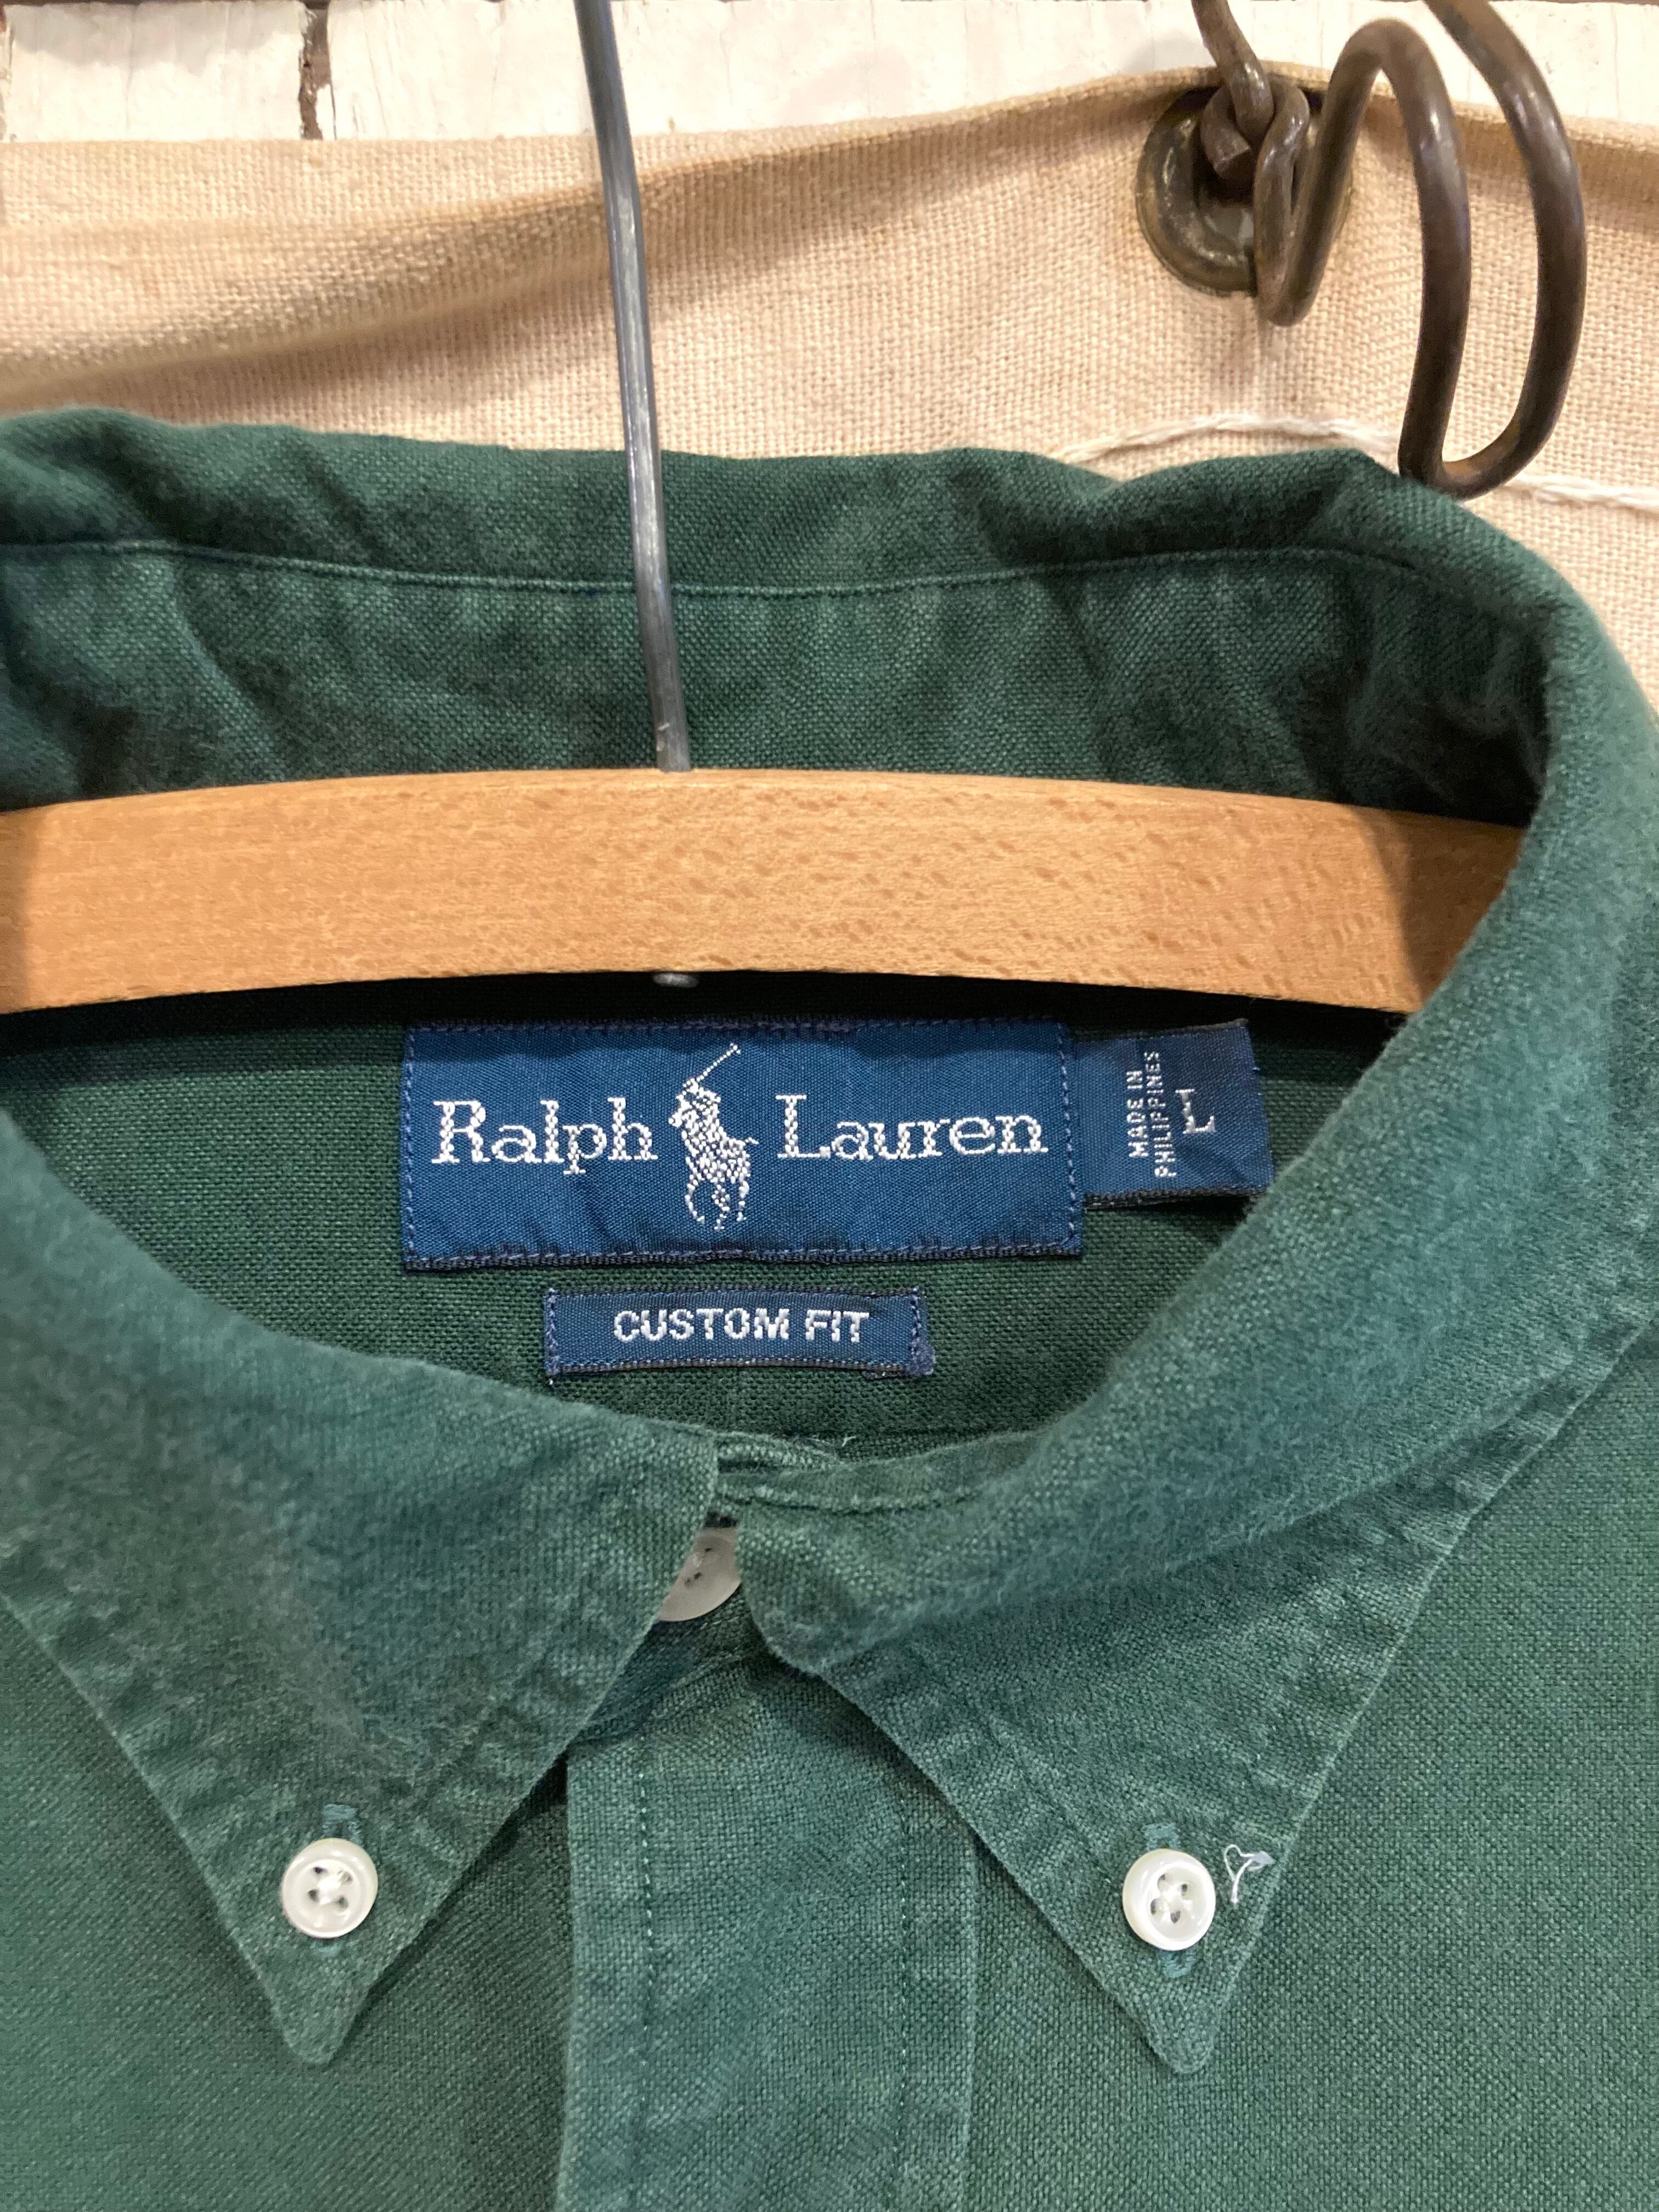 Ralph Lauren
MADE IN
PHILIPPINES
L
CUSTOM FIT